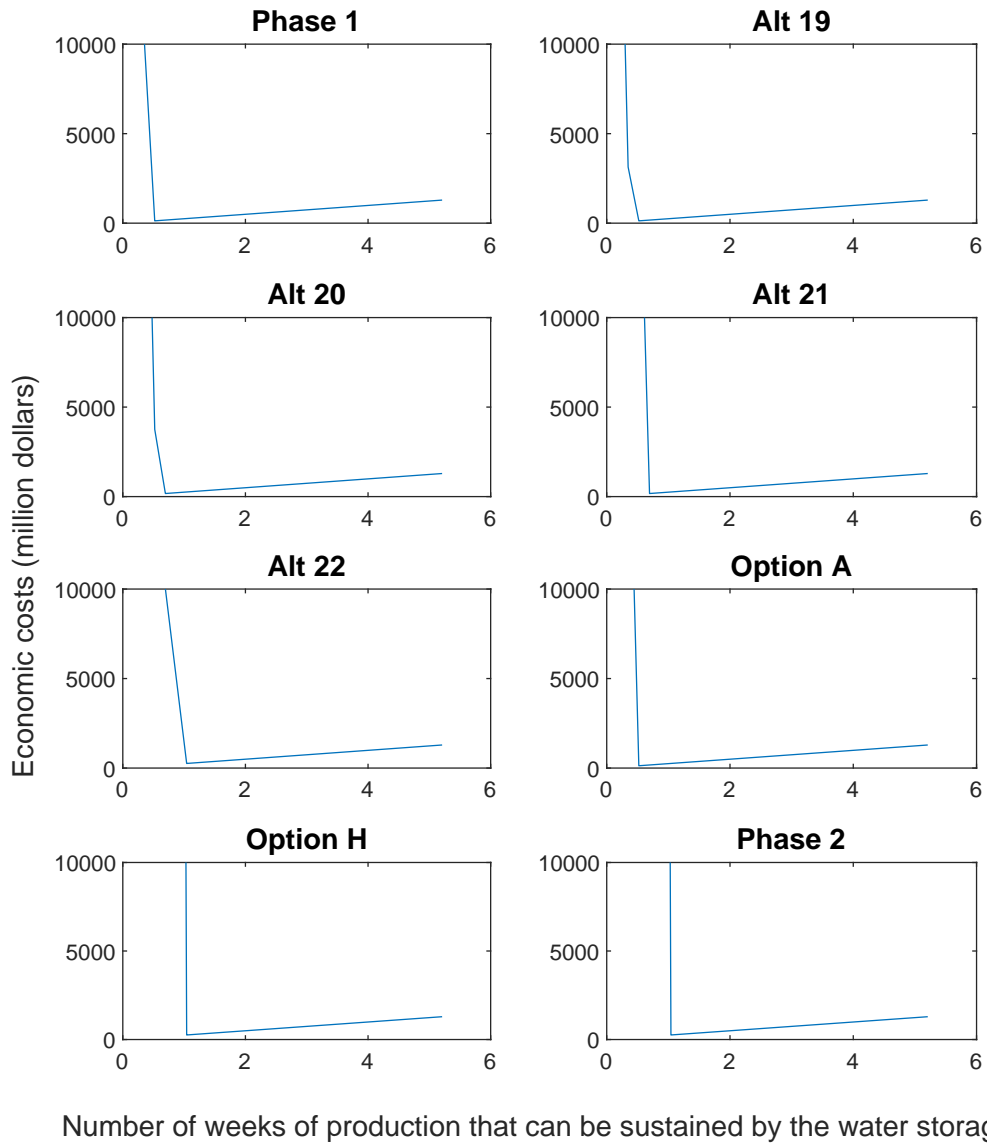 Phase 1
10000
5000
0
0 2 4 6
Alt 19
10000
5000
0
0 2 4 6
Alt 20
10000
5000
0
0 2 4 6
Alt 21
10000
5000
0
0 2 4 6
Economic costs (million dollars)
Alt 22
10000
5000
0
0 2 4 6
Option A
10000
5000
0
0 2 4 6
Option H
10000
5000
0
0 2 4 6
Phase 2
10000
5000
0
0 2 4 6
Number of weeks of production that can be sustained by the water storag